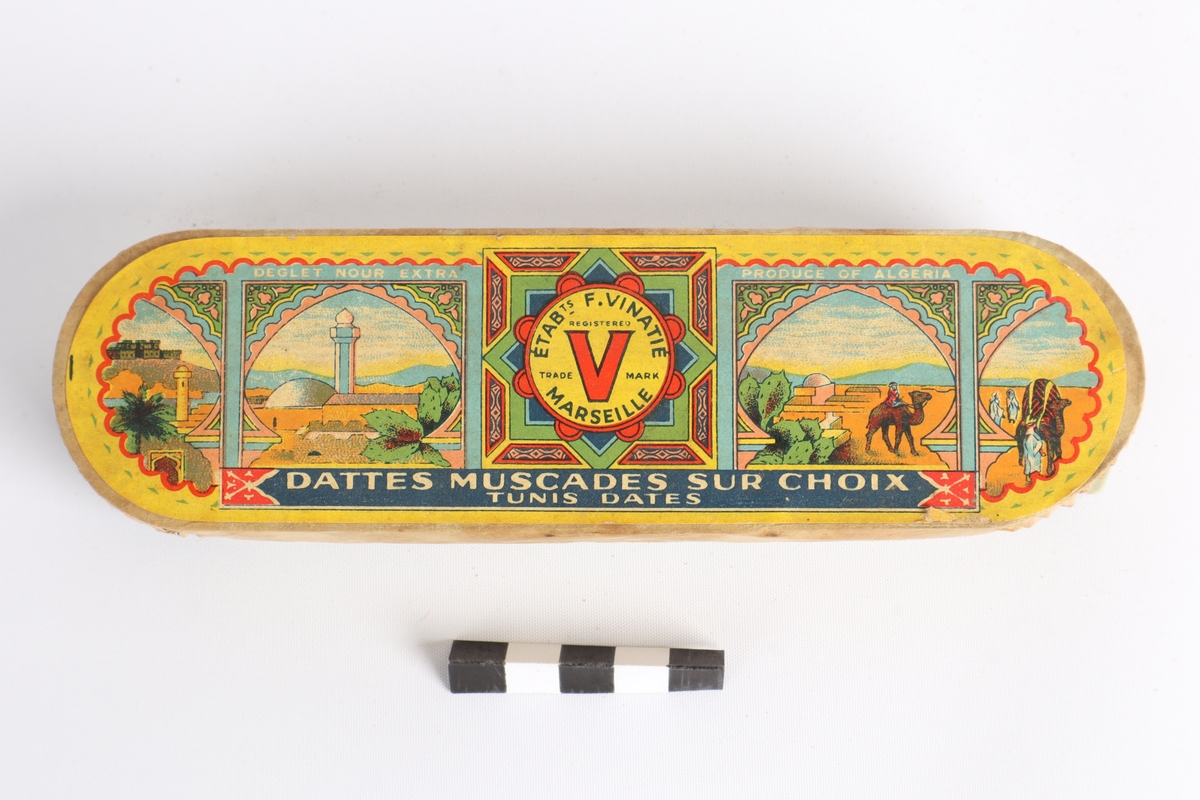 DEGLET NOUR EXTRA
PRODUCE OF ALGERIA
ÉTABTS F. VINATIÉ
REGISTERED
TRADE MARK
V
MARSEILLE
DATTES MUSCADES SUR CHOIX
TUNIS DATES